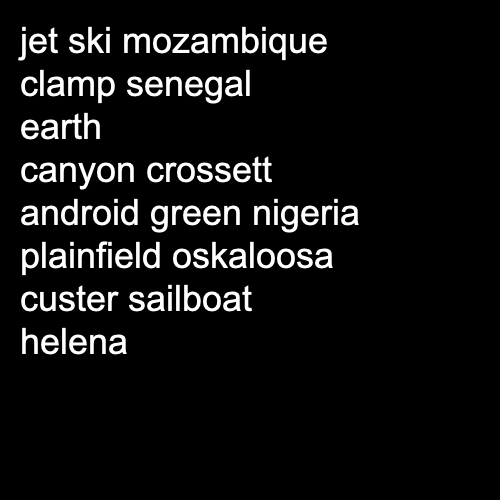 jet ski mozambique
clamp senegal
earth
canyon crossett
android green nigeria
plainfield oskaloosa
custer sailboat
helena